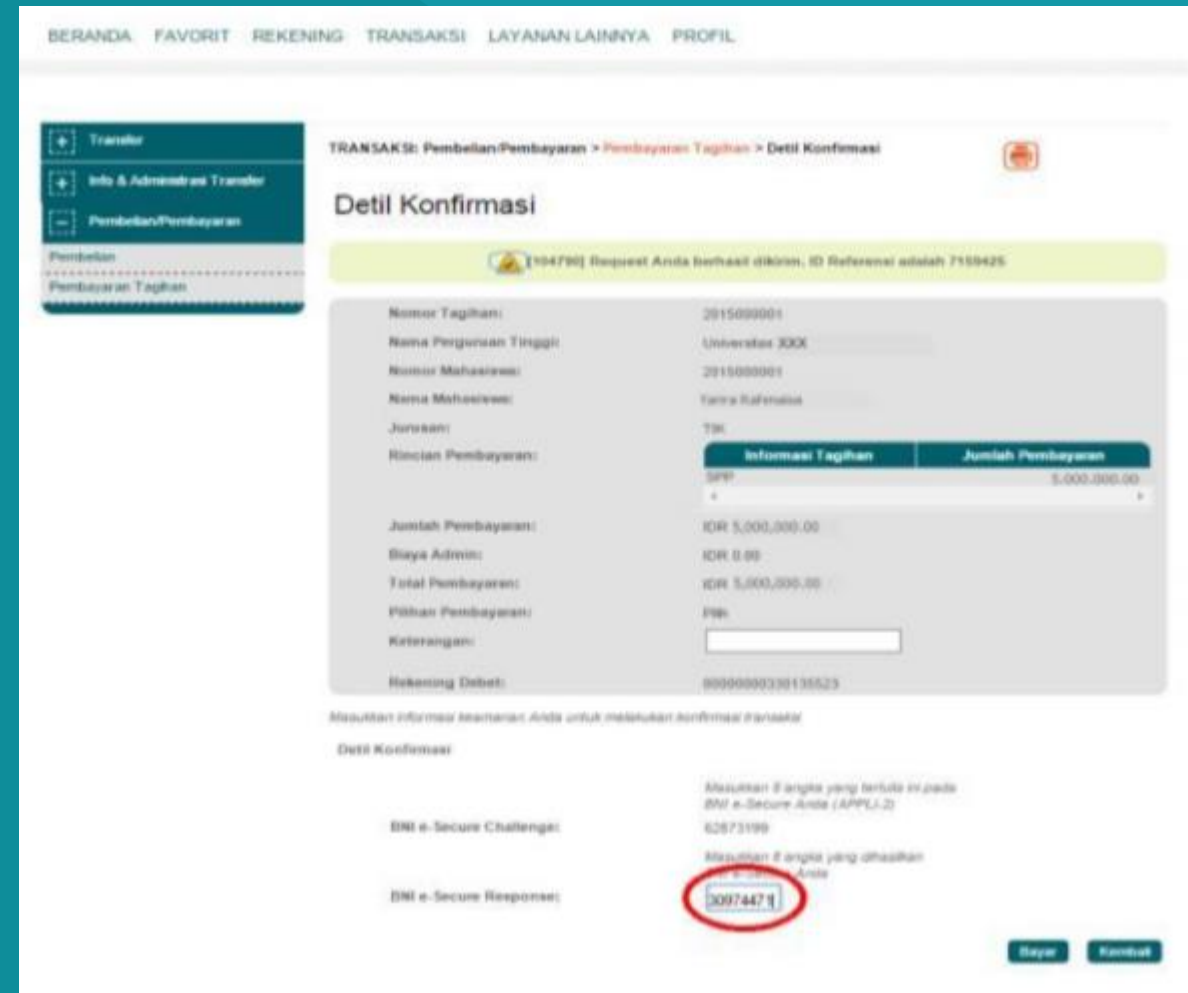 BERANDA FAVORIT REKENING TRANSAKSI LAYANAN LAINNYA PROFIL
Transfer
Info & Administrasi Transfer
Pembelian/Pembayaran
Pembelian
Pembayaran Tagihan
TRANSAKSI: Pembelian/Pembayaran > Pembayaran Tagihan > Detil Konfirmasi
Detil Konfirmasi
[104790] Request Anda berhasil dikirim. ID Referensi adalah 7159425
Nomor Tagihan: 2015000001
Nama Perguruan Tinggi: Universitas XXX
Nomor Mahasiswa: 2015000001
Nama Mahasiswa:
Jurusan: TIK
Rincian Pembayaran:
Informasi Tagihan Jumlah Pembayaran
SPP 5.000.000.00
Jumlah Pembayaran: IDR 5,000,000.00
Biaya Admin: IDR 0.00
Total Pembayaran: IDR 5,000,000.00
Pilihan Pembayaran:
Keterangan:
Rekening Debet:
Masukkan informasi keamanan Anda untuk melakukan konfirmasi transaksi
Detil Konfirmasi
Masukkan 8 angka yang tertulis ini pada
BNI e-Secure Anda (APPLI-2)
BNI e-Secure Challenge: 62873199
Masukkan 8 angka yang dihasilkan
BNI e-Secure Anda
BNI e-Secure Response: 30974471
Bayar Kembali